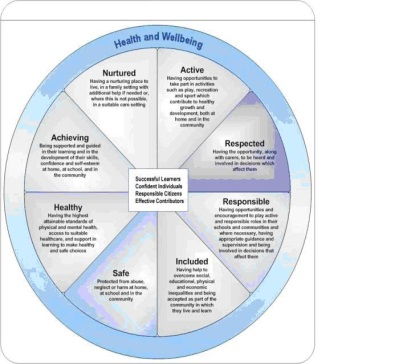 Health and Wellbeing
Nurtured
Having a nurturing place to
live, in a family setting with
additional help if needed or,
where this is not possible,
in a suitable care setting
Active
Having opportunities to
take part in activities
such as play, recreation
and sport which
contribute to healthy
growth and
development, both at
home and in the
community
Respected
Having the opportunity, along
with carers, to be heard and
involved in decisions which
affect them
Responsible
Having opportunities and
encouragement to play active
and responsible roles in their
schools and communities and
where necessary, having
appropriate guidance and
supervision and being
involved in decisions that
affect them
Included
Having help to
overcome social,
educational, physical
and economic
inequalities and being
accepted as part of the
community in which
they live and learn
Safe
Protected from abuse,
neglect or harm at home,
at school and in the
community
Healthy
Having the highest
attainable standards of
physical and mental health,
access to suitable
healthcare, and support in
learning to make healthy
and safe choices
Achieving
Being supported and guided
in their learning and in the
development of their skills,
confidence and self-esteem
at home, at school, and in
the community
Successful Learners
Confident Individuals
Responsible Citizens
Effective Contributors